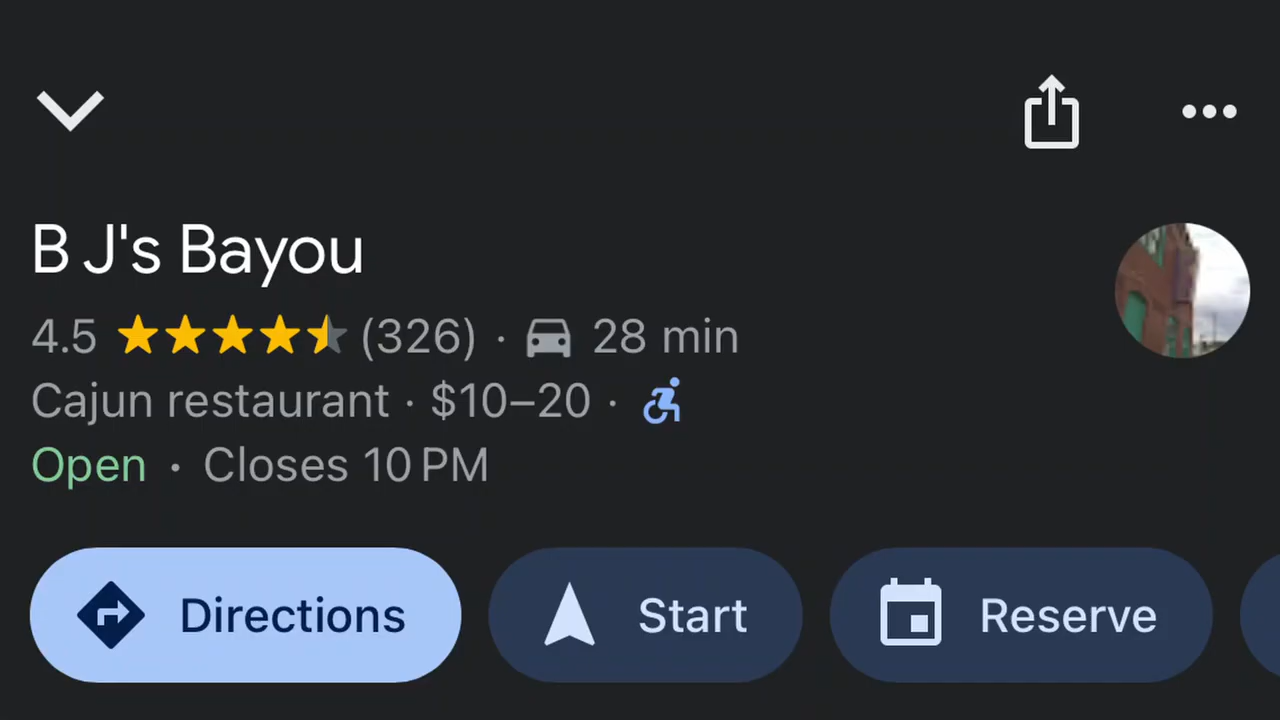 B J's Bayou
4.5 (326) · 28 min
Cajun restaurant · $10–20 ·
Open · Closes 10 PM
Directions Start Reserve